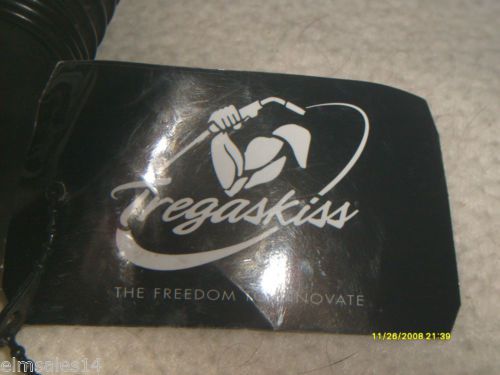 Tregaskiss
THE FREEDOM TO INNOVATE
11/26/2008 21:39
elmsales14